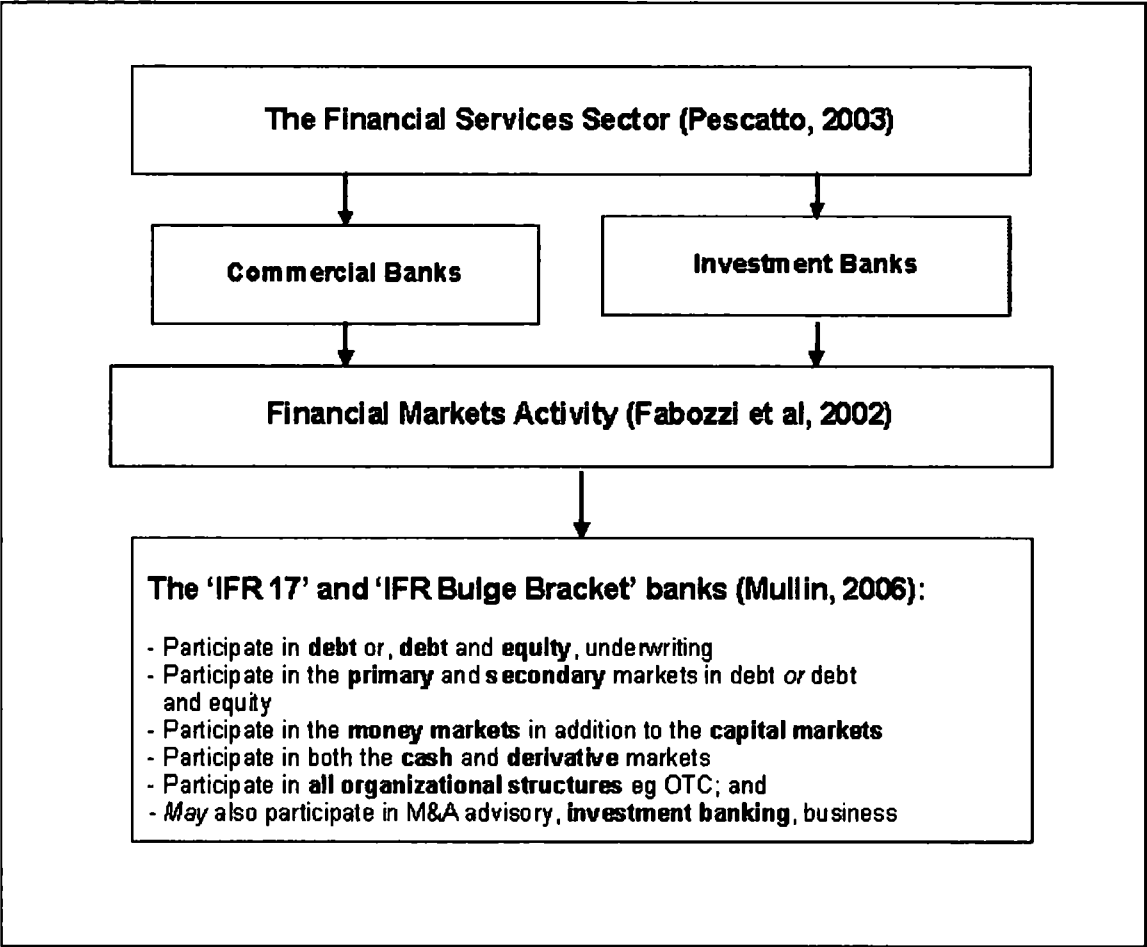 The Financial Services Sector (Pescatto, 2003)
Commercial Banks
Investment Banks
Financial Markets Activity (Fabozzi et al, 2002)
The 'IFR 17' and 'IFR Bulge Bracket' banks (Mullin, 2006):
- Participate in debt or, debt and equity, underwriting
- Participate in the primary and secondary markets in debt or debt
and equity
- Participate in the money markets in addition to the capital markets
- Participate in both the cash and derivative markets
- Participate in all organizational structures eg OTC; and
- May also participate in M&A advisory, investment banking, business